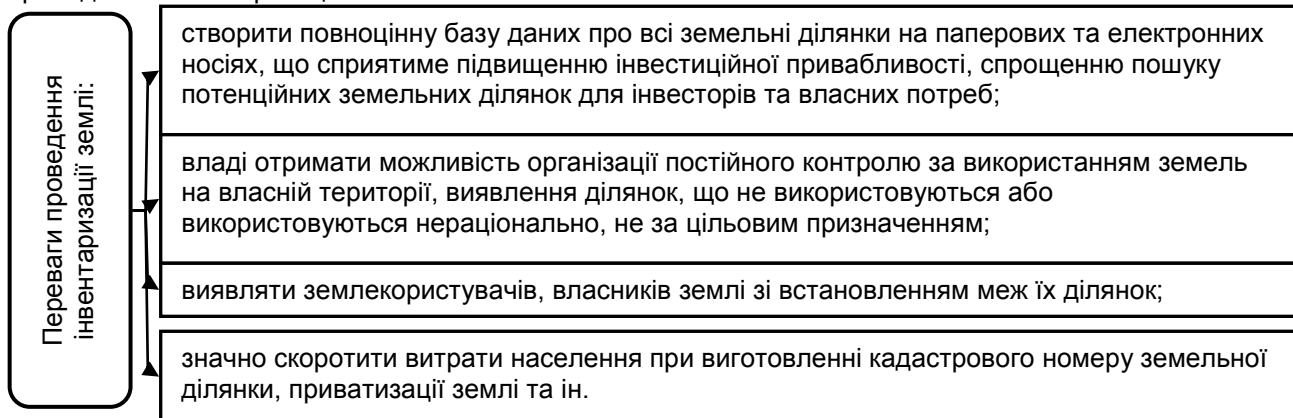 Переваги проведення
інвентаризації землі:
створити повноцінну базу даних про всі земельні ділянки на паперових та електронних
носіях, що сприятиме підвищенню інвестиційної привабливості, спрощенню пошуку
потенційних земельних ділянок для інвесторів та власних потреб;
владі отримати можливість організації постійного контролю за використанням земель
на власній території, виявлення ділянок, що не використовуються або
використовуються нераціонально, не за цільовим призначенням;
виявляти землекористувачів, власників землі зі встановленням меж їх ділянок;
значно скоротити витрати населення при виготовленні кадастрового номеру земельної
ділянки, приватизації землі та ін.